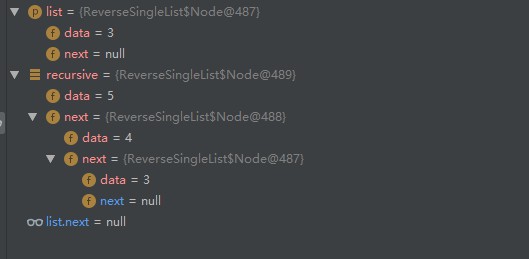 p list = {ReverseSingleList$Node@487}
f data = 3
f next = null
recursive = {ReverseSingleList$Node@489}
f data = 5
f next = {ReverseSingleList$Node@488}
f data = 4
f next = {ReverseSingleList$Node@487}
f data = 3
f next = null
list.next = null